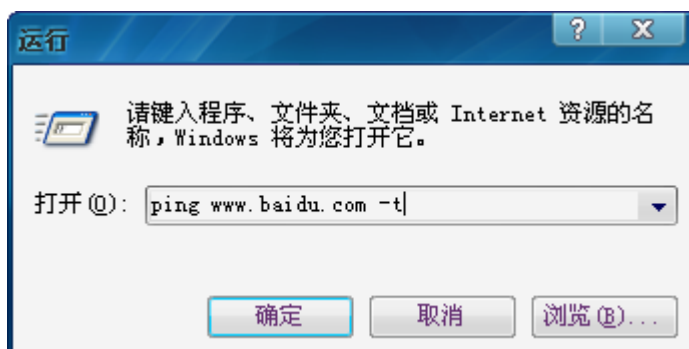 运行
请键入程序、文件夹、文档或 Internet 资源的名
称，Windows 将为您打开它。
打开(O): ping www.baidu.com -t
确定 取消 浏览(B)...